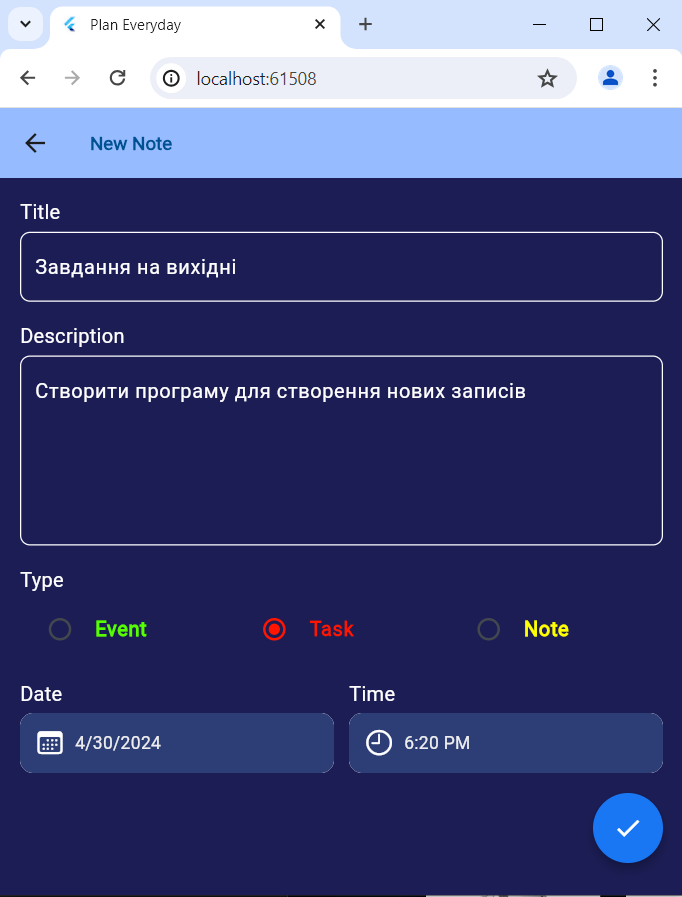 Plan Everyday
localhost:61508
New Note
Title
Завдання на вихідні
Description
Створити програму для створення нових записів
Type
Event Task Note
Date Time
4/30/2024 6:20 PM